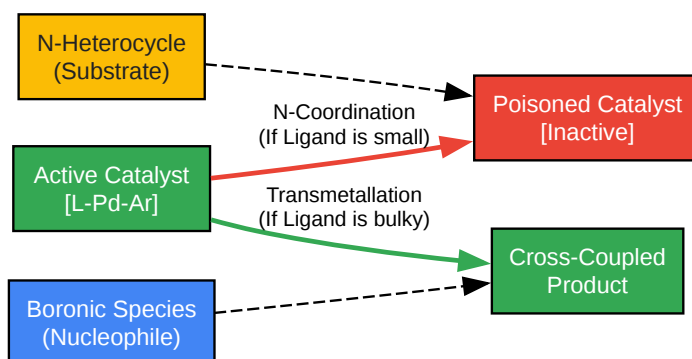 N-Heterocycle
(Substrate)
Poisoned Catalyst
[Inactive]
N-Coordination
(If Ligand is small)
Active Catalyst
[L-Pd-Ar]
Transmetallation
(If Ligand is bulky)
Cross-Coupled
Product
Boronic Species
(Nucleophile)